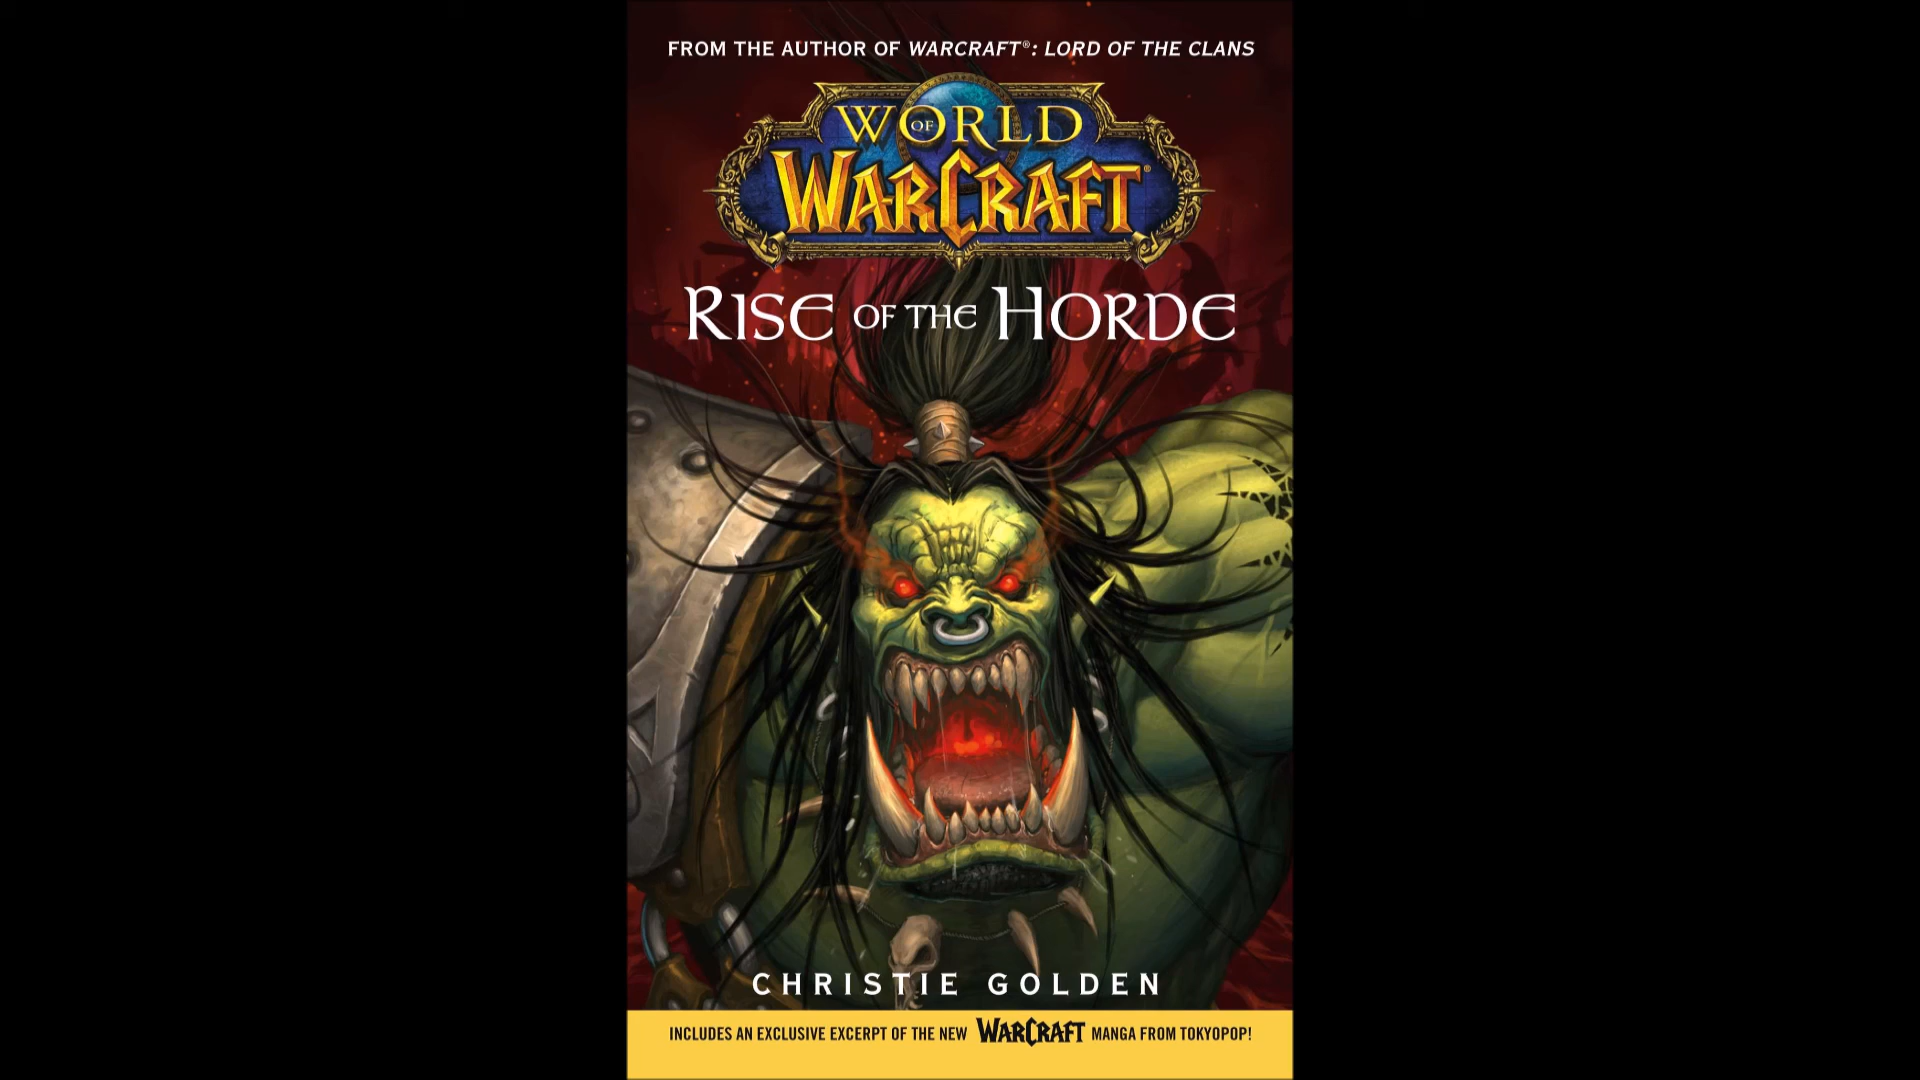 FROM THE AUTHOR OF WARCRAFT®: LORD OF THE CLANS
WORLD OF
WARCRAFT®
RISE OF THE HORDE
CHRISTIE GOLDEN
INCLUDES AN EXCLUSIVE EXCERPT OF THE NEW WARCRAFT MANGA FROM TOKYOPOP!